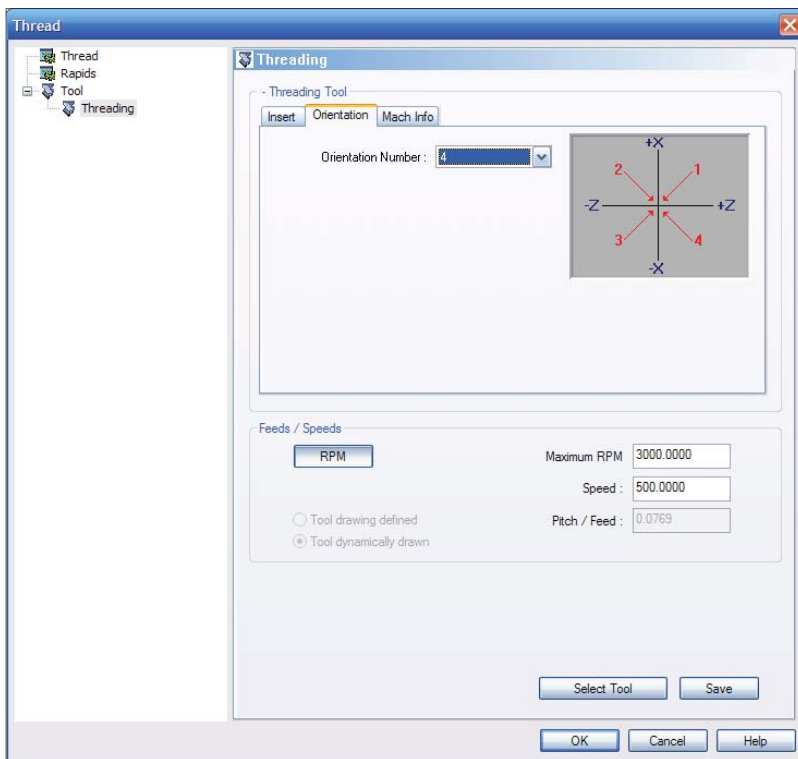 Thread
Thread
Rapids
Tool
Threading
Threading
- Threading Tool
Insert
Orientation
Mach Info
Orientation Number :
4
+X
2
1
-Z
+Z
3
4
-X
Feeds / Speeds
RPM
Maximum RPM
3000.0000
Speed :
500.0000
Tool drawing defined
Pitch / Feed :
0.0769
Tool dynamically drawn
Select Tool
Save
OK
Cancel
Help